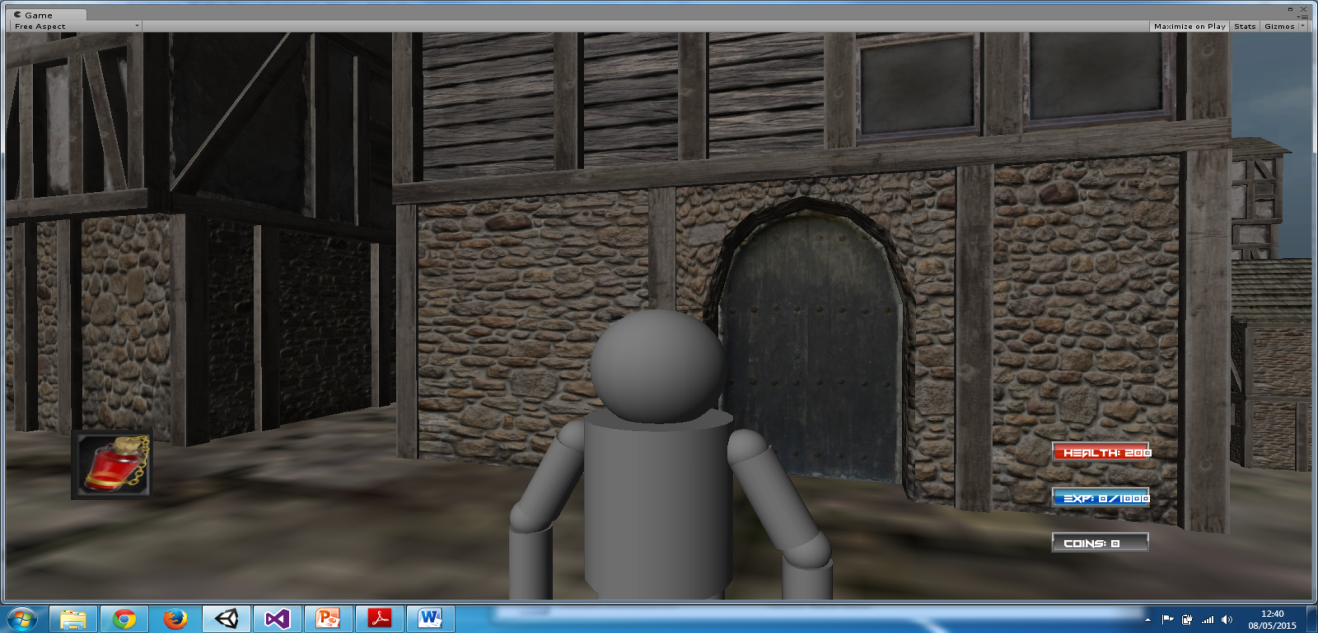 Game
Free Aspect
Maximize on Play Stats Gizmos
HEALTH: 200
EXP: 0/1000
COINS: 0
12:40
08/05/2015